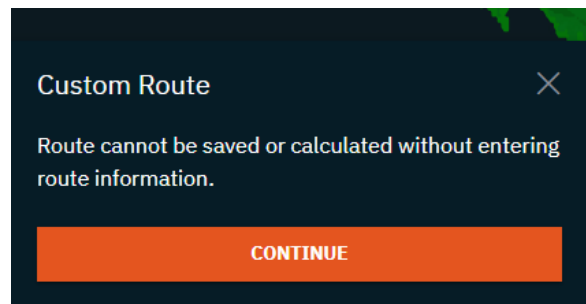 Custom Route
Route cannot be saved or calculated without entering
route information.
CONTINUE